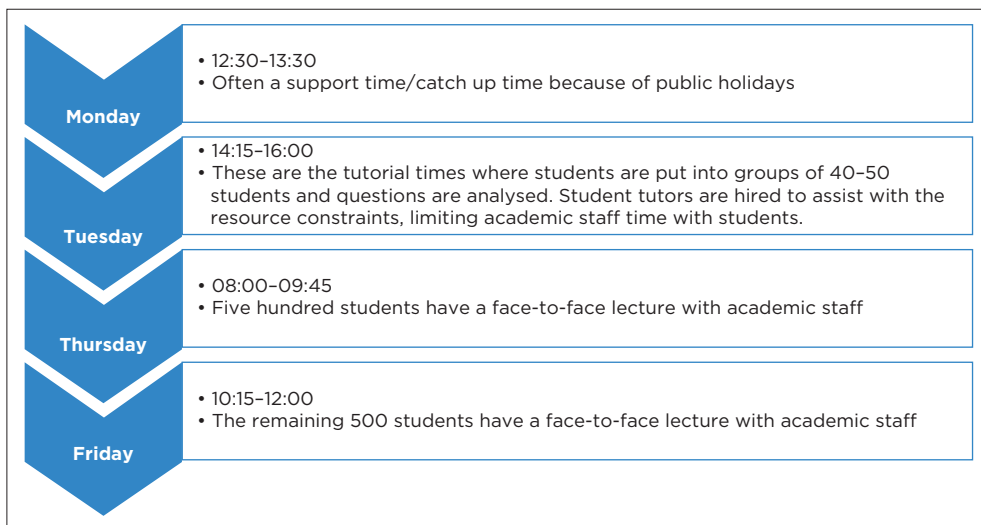 Monday
• 12:30–13:30
• Often a support time/catch up time because of public holidays
Tuesday
• 14:15–16:00
• These are the tutorial times where students are put into groups of 40–50
students and questions are analysed. Student tutors are hired to assist with the
resource constraints, limiting academic staff time with students.
Thursday
• 08:00–09:45
• Five hundred students have a face-to-face lecture with academic staff
Friday
• 10:15–12:00
• The remaining 500 students have a face-to-face lecture with academic staff